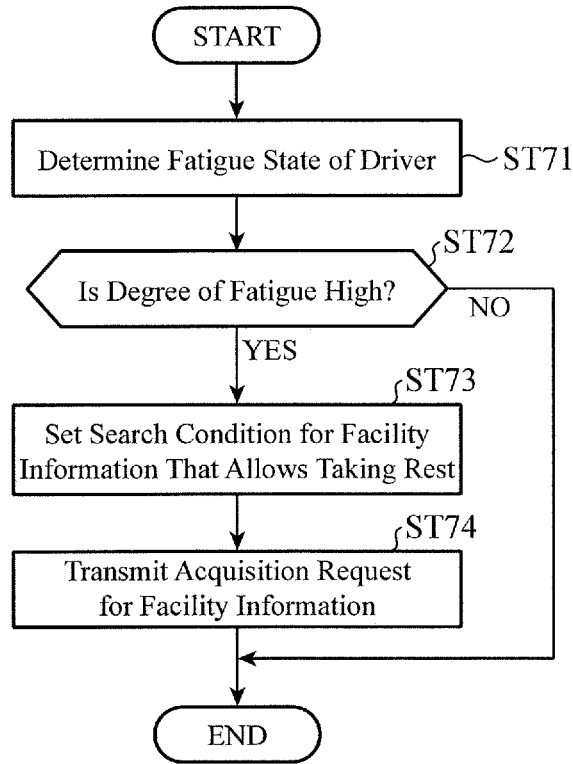 START
Determine Fatigue State of Driver
ST71
ST72
Is Degree of Fatigue High?
NO
YES
ST73
Set Search Condition for Facility
Information That Allows Taking Rest
ST74
Transmit Acquisition Request
for Facility Information
END